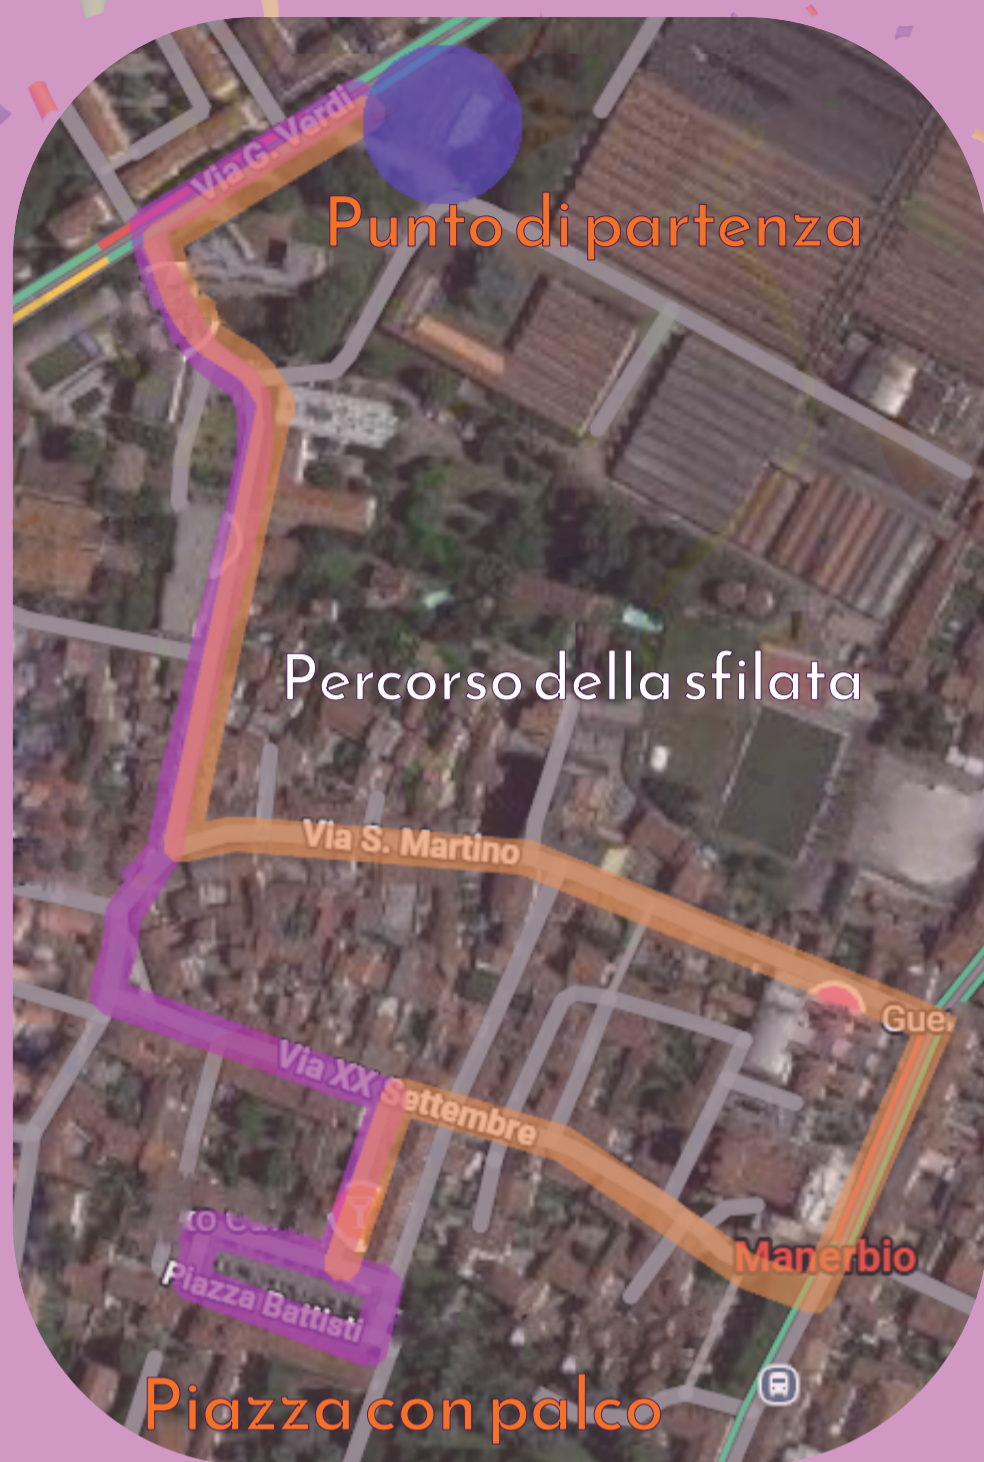 Via G. Verdi
Punto di partenza
Percorso della sfilata
Via S. Martino
Gue
Via XX Settembre
Manerbio
Piazza Battisti
Piazza con palco